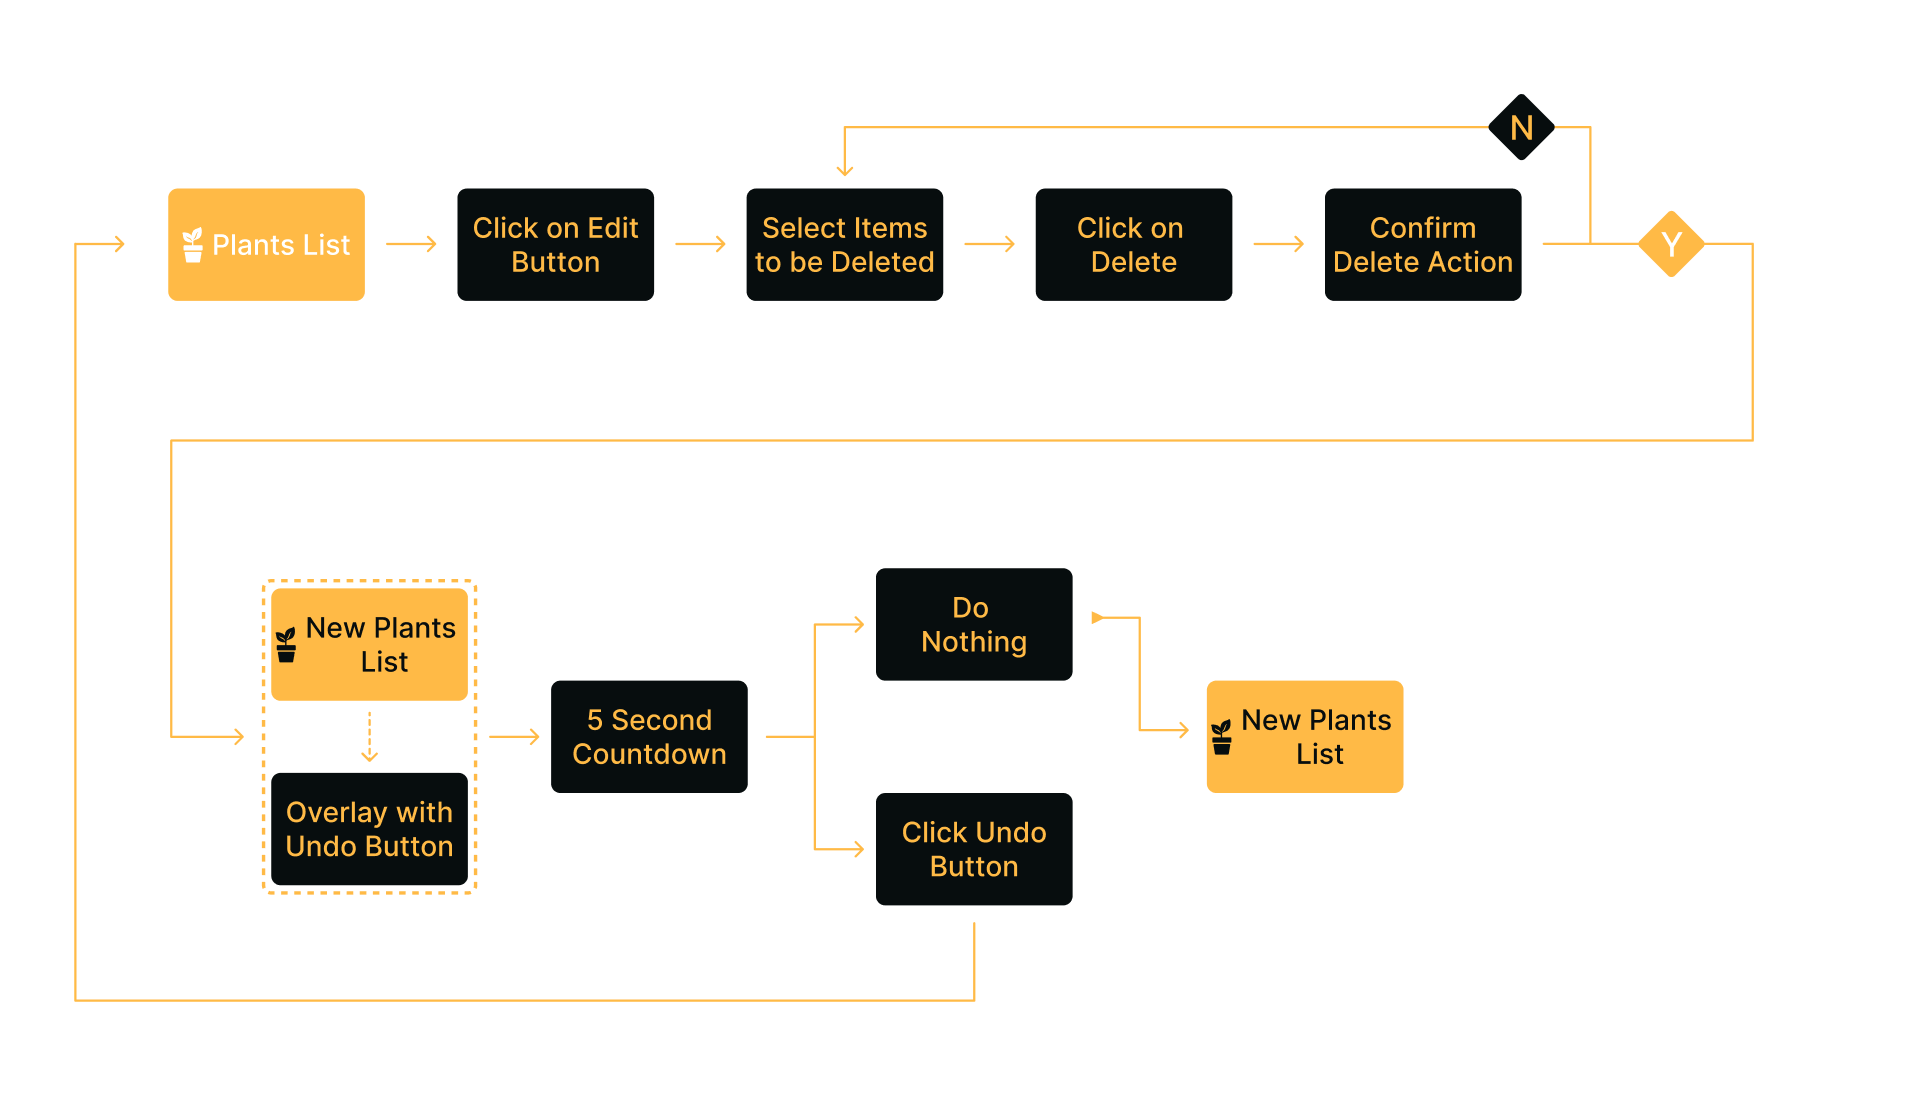 N
Plants List
Click on Edit
Button
Select Items
to be Deleted
Click on
Delete
Confirm
Delete Action
Y
New Plants
List
Overlay with
Undo Button
5 Second
Countdown
Do
Nothing
Click Undo
Button
New Plants
List